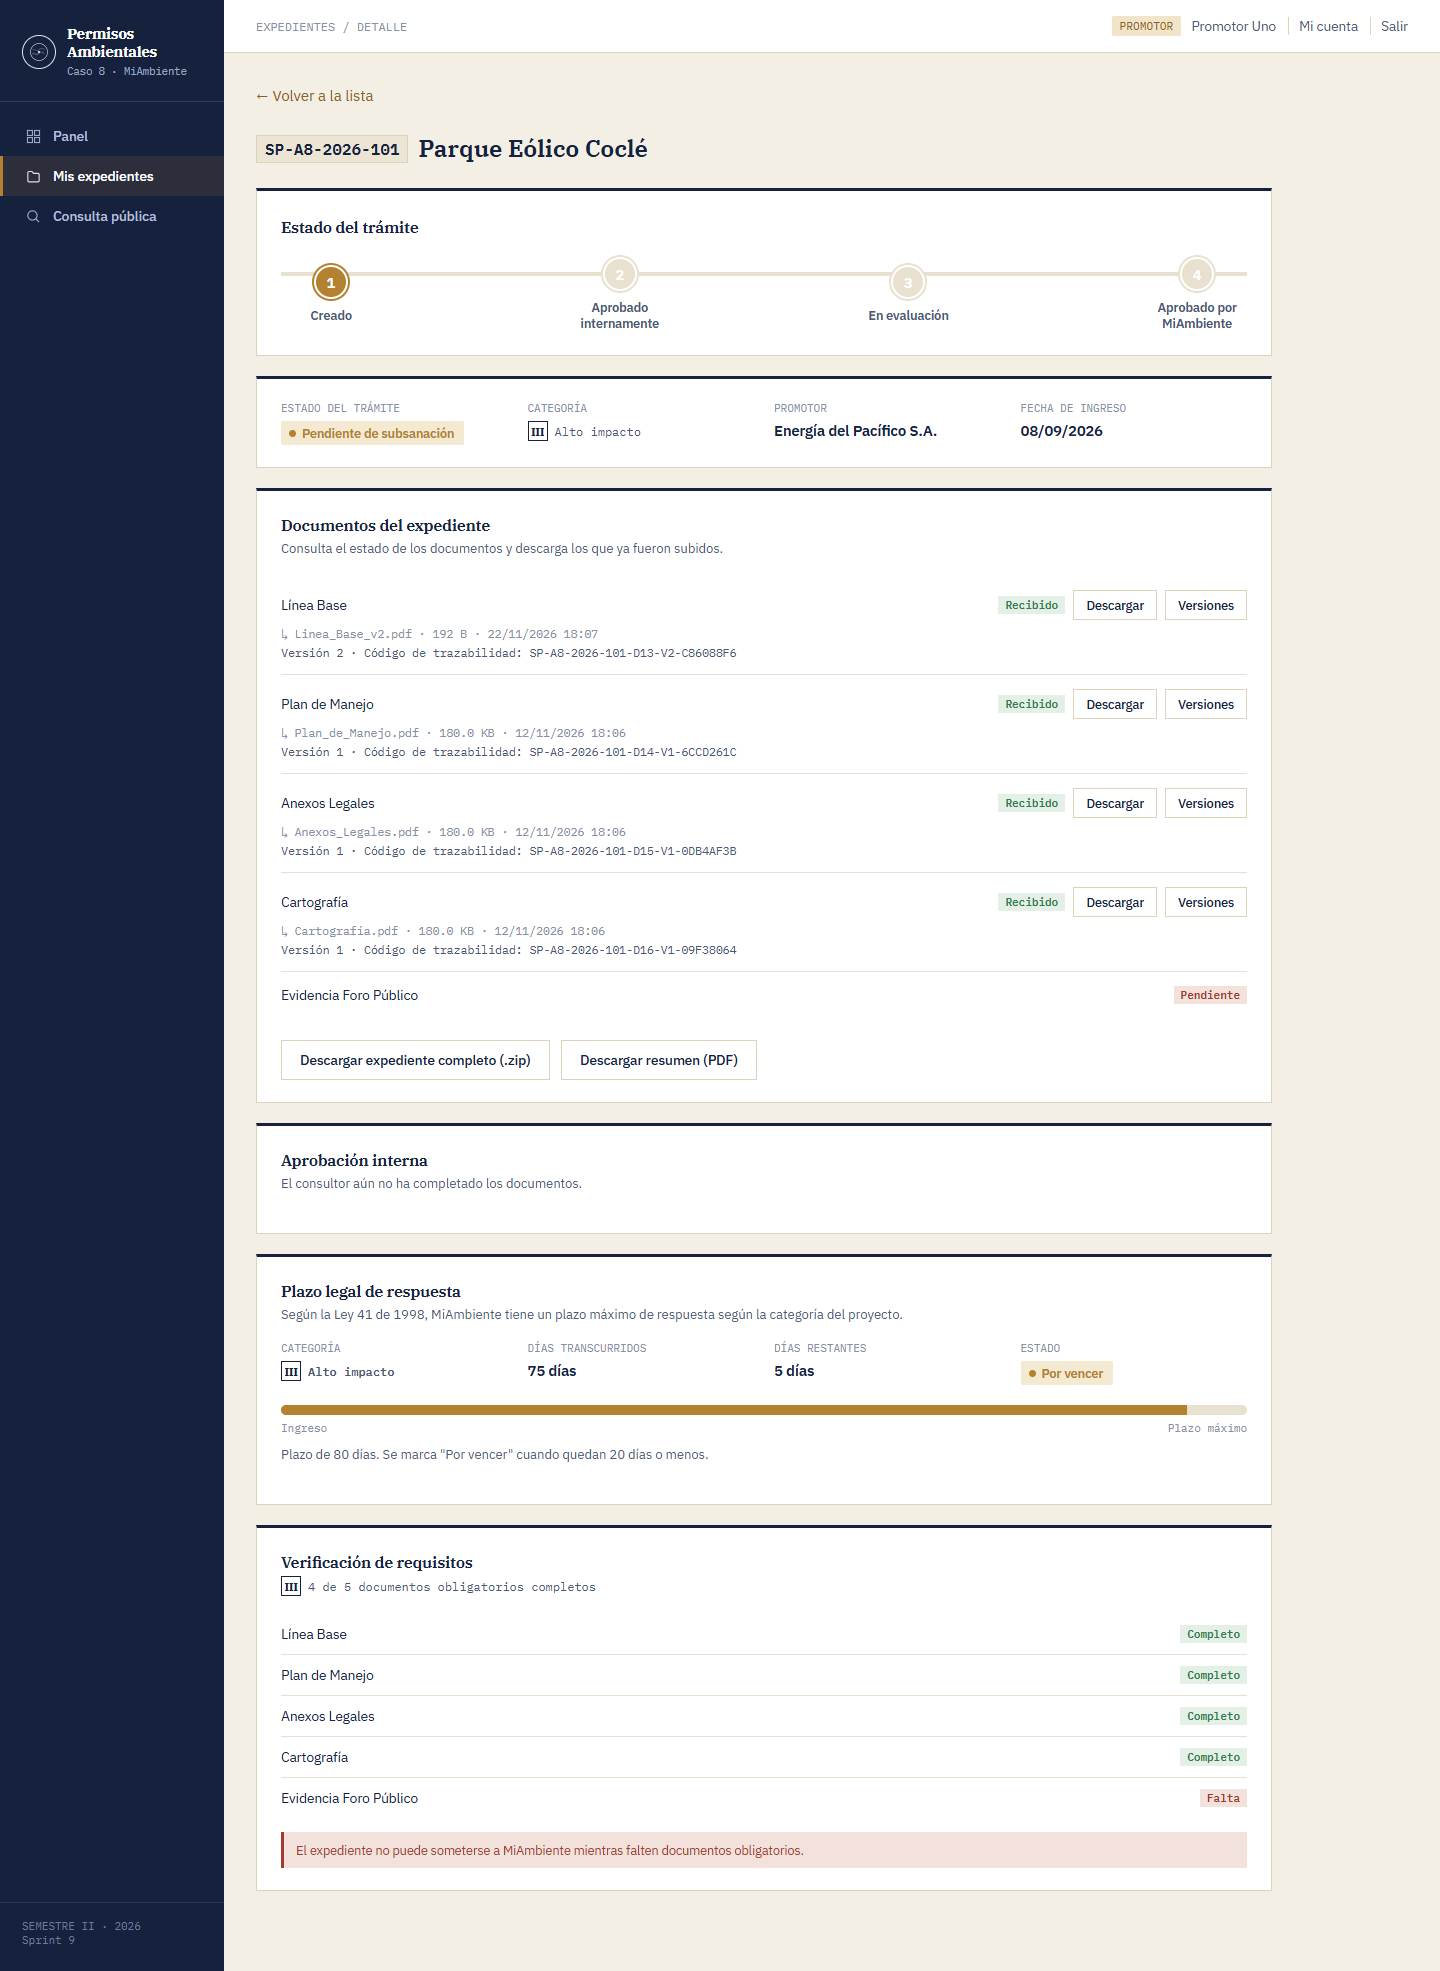 Permisos
Ambientales
Caso 8 · MiAmbiente
Panel
Mis expedientes
Consulta pública
SEMESTRE II · 2026
Sprint 9
EXPEDIENTES / DETALLE
PROMOTOR Promotor Uno Mi cuenta Salir
← Volver a la lista
SP-A8-2026-101 Parque Eólico Coclé
Estado del trámite
1 2 3 4
Creado
Aprobado
internamente
En evaluación
Aprobado por
MiAmbiente
ESTADO DEL TRÁMITE CATEGORÍA PROMOTOR FECHA DE INGRESO
Pendiente de subsanación III Alto impacto Energía del Pacífico S.A. 08/09/2026
Documentos del expediente
Consulta el estado de los documentos y descarga los que ya fueron subidos.
Línea Base Recibido Descargar Versiones
↳ Linea_Base_v2.pdf · 192 B · 22/11/2026 18:07
Versión 2 · Código de trazabilidad: SP-A8-2026-101-D13-V2-C86088F6
Plan de Manejo Recibido Descargar Versiones
↳ Plan_de_Manejo.pdf · 180.0 KB · 12/11/2026 18:06
Versión 1 · Código de trazabilidad: SP-A8-2026-101-D14-V1-6CCD261C
Anexos Legales Recibido Descargar Versiones
↳ Anexos_Legales.pdf · 180.0 KB · 12/11/2026 18:06
Versión 1 · Código de trazabilidad: SP-A8-2026-101-D15-V1-0DB4AF3B
Cartografía Recibido Descargar Versiones
↳ Cartografía.pdf · 180.0 KB · 12/11/2026 18:06
Versión 1 · Código de trazabilidad: SP-A8-2026-101-D16-V1-09F38064
Evidencia Foro Público Pendiente
Descargar expediente completo (.zip) Descargar resumen (PDF)
Aprobación interna
El consultor aún no ha completado los documentos.
Plazo legal de respuesta
Según la Ley 41 de 1998, MiAmbiente tiene un plazo máximo de respuesta según la categoría del proyecto.
CATEGORÍA DÍAS TRANSCURRIDOS DÍAS RESTANTES ESTADO
III Alto impacto 75 días 5 días Por vencer
Ingreso Plazo máximo
Plazo de 80 días. Se marca "Por vencer" cuando quedan 20 días o menos.
Verificación de requisitos
III 4 de 5 documentos obligatorios completos
Línea Base Completo
Plan de Manejo Completo
Anexos Legales Completo
Cartografía Completo
Evidencia Foro Público Falta
El expediente no puede someterse a MiAmbiente mientras falten documentos obligatorios.